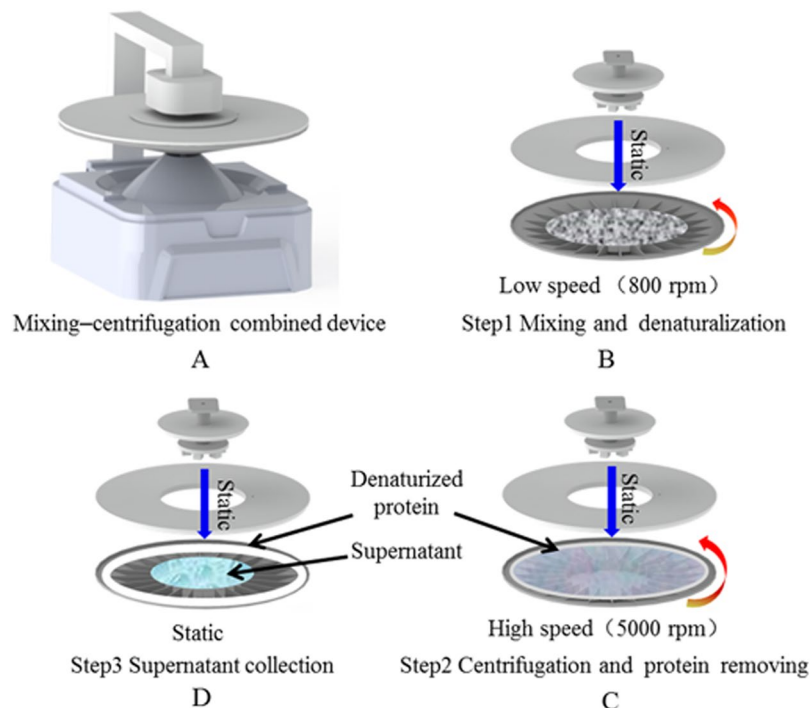 Static
Low speed （800 rpm）
Mixing–centrifugation combined device
Step1 Mixing and denaturalization
A
B
Denaturized
protein
Supernatant
Static
Static
Static
High speed （5000 rpm）
Step3 Supernatant collection
Step2 Centrifugation and protein removing
D
C